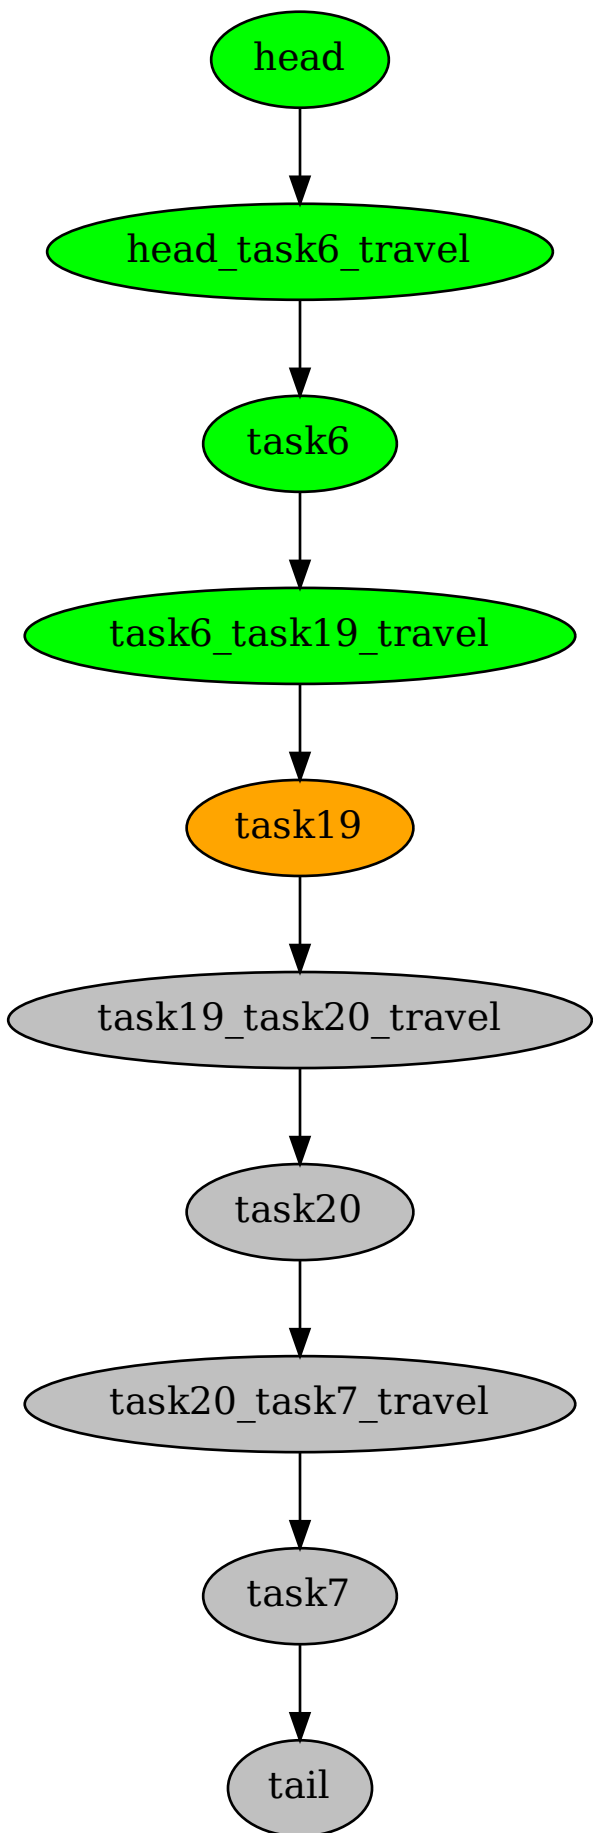 head
head_task6_travel
task6
task6_task19_travel
task19
task19_task20_travel
task20
task20_task7_travel
task7
tail